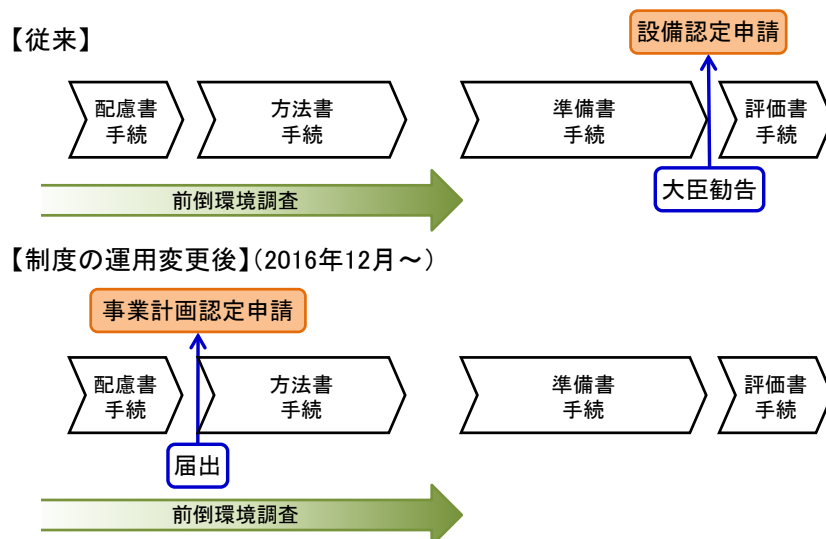 【従来】
設備認定申請
配慮書
手続
方法書
手続
準備書
手続
評価書
手続
前倒環境調査
大臣勧告
【制度の運用変更後】(2016年12月～)
事業計画認定申請
配慮書
手続
方法書
手続
準備書
手続
評価書
手続
届出
前倒環境調査